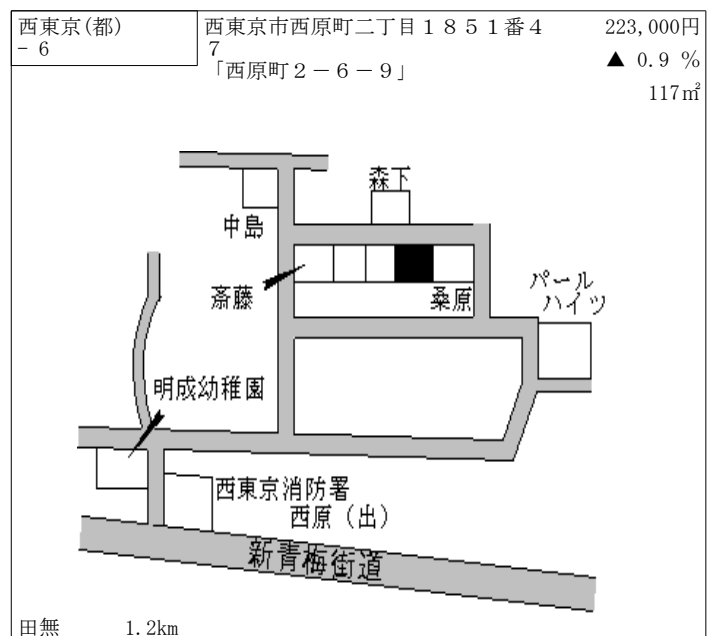 西東京(都)
- 6
西東京市西原町二丁目１８５１番４
７
「西原町２－６－９」
223,000円
▲ 0.9 %
117㎡
森下
中島
斎藤
桑原
パール
ハイツ
明成幼稚園
西東京消防署
西原（出）
新青梅街道
田無 1.2km